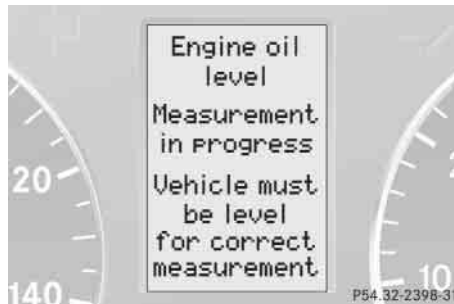 Engine oil
level
Measurement
in progress
Vehicle must
be level
for correct
measurement
20
140
10
P54.32-2398-31